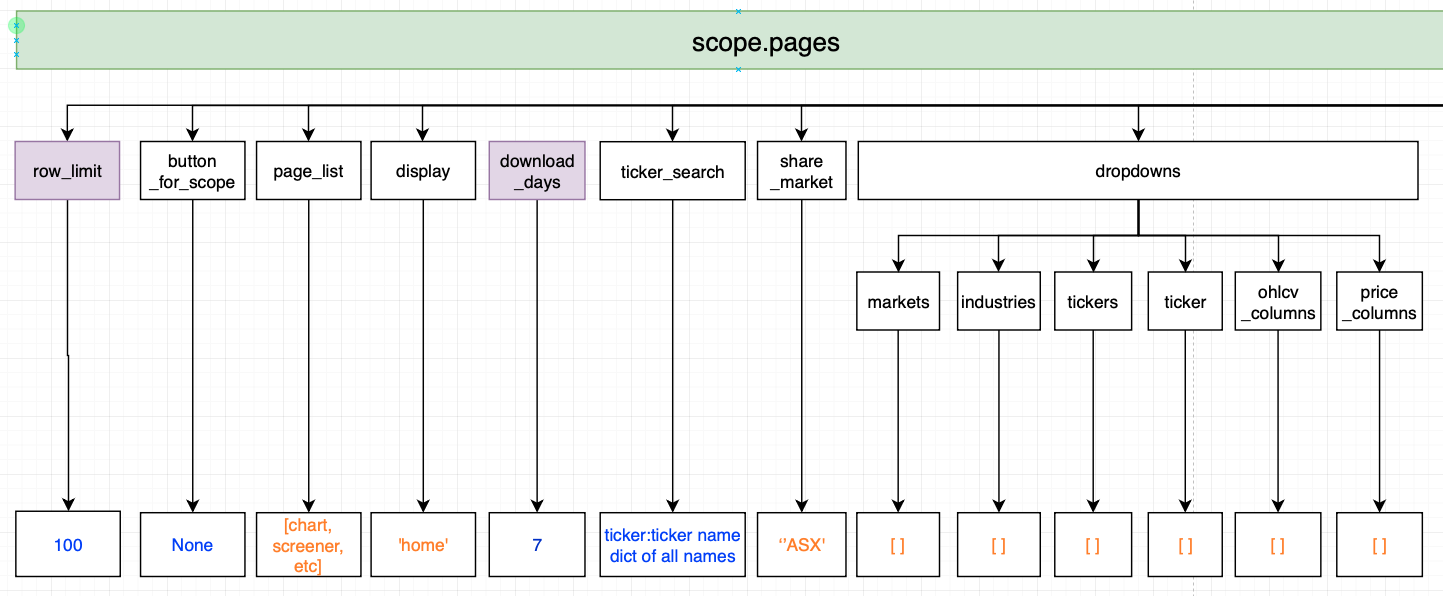 scope.pages
row_limit
button
_for_scope
page_list
display
download
_days
ticker_search
share
_market
dropdowns
markets
industries
tickers
ticker
ohlcv
_columns
price
_columns
100
None
[chart,
screener,
etc]
'home'
7
ticker:ticker name
dict of all names
‘'ASX'
[ ]
[ ]
[ ]
[ ]
[ ]
[ ]